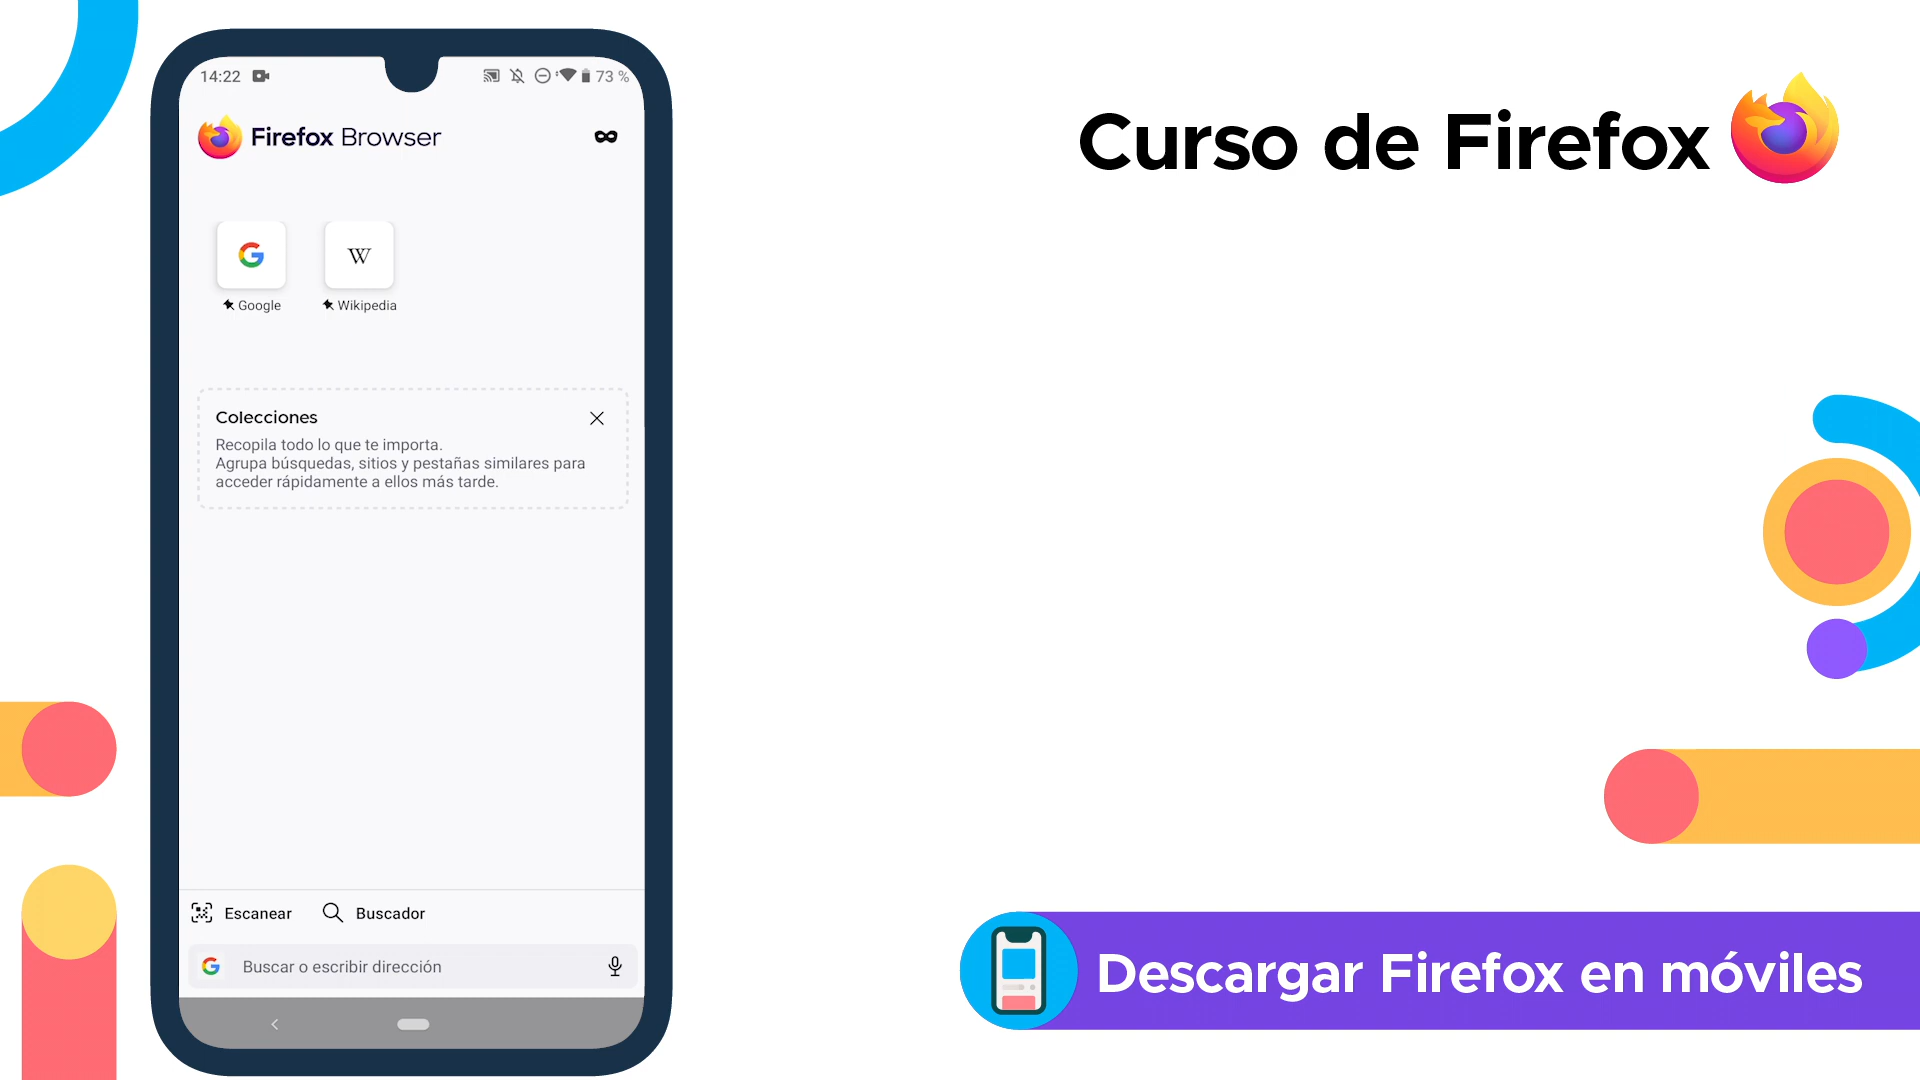 14:22
73 %
Firefox Browser
Curso de Firefox
W
Google
Wikipedia
Colecciones
Recopila todo lo que te importa.
Agrupa búsquedas, sitios y pestañas similares para
acceder rápidamente a ellos más tarde.
Escanear
Buscador
Buscar o escribir dirección
Descargar Firefox en móviles